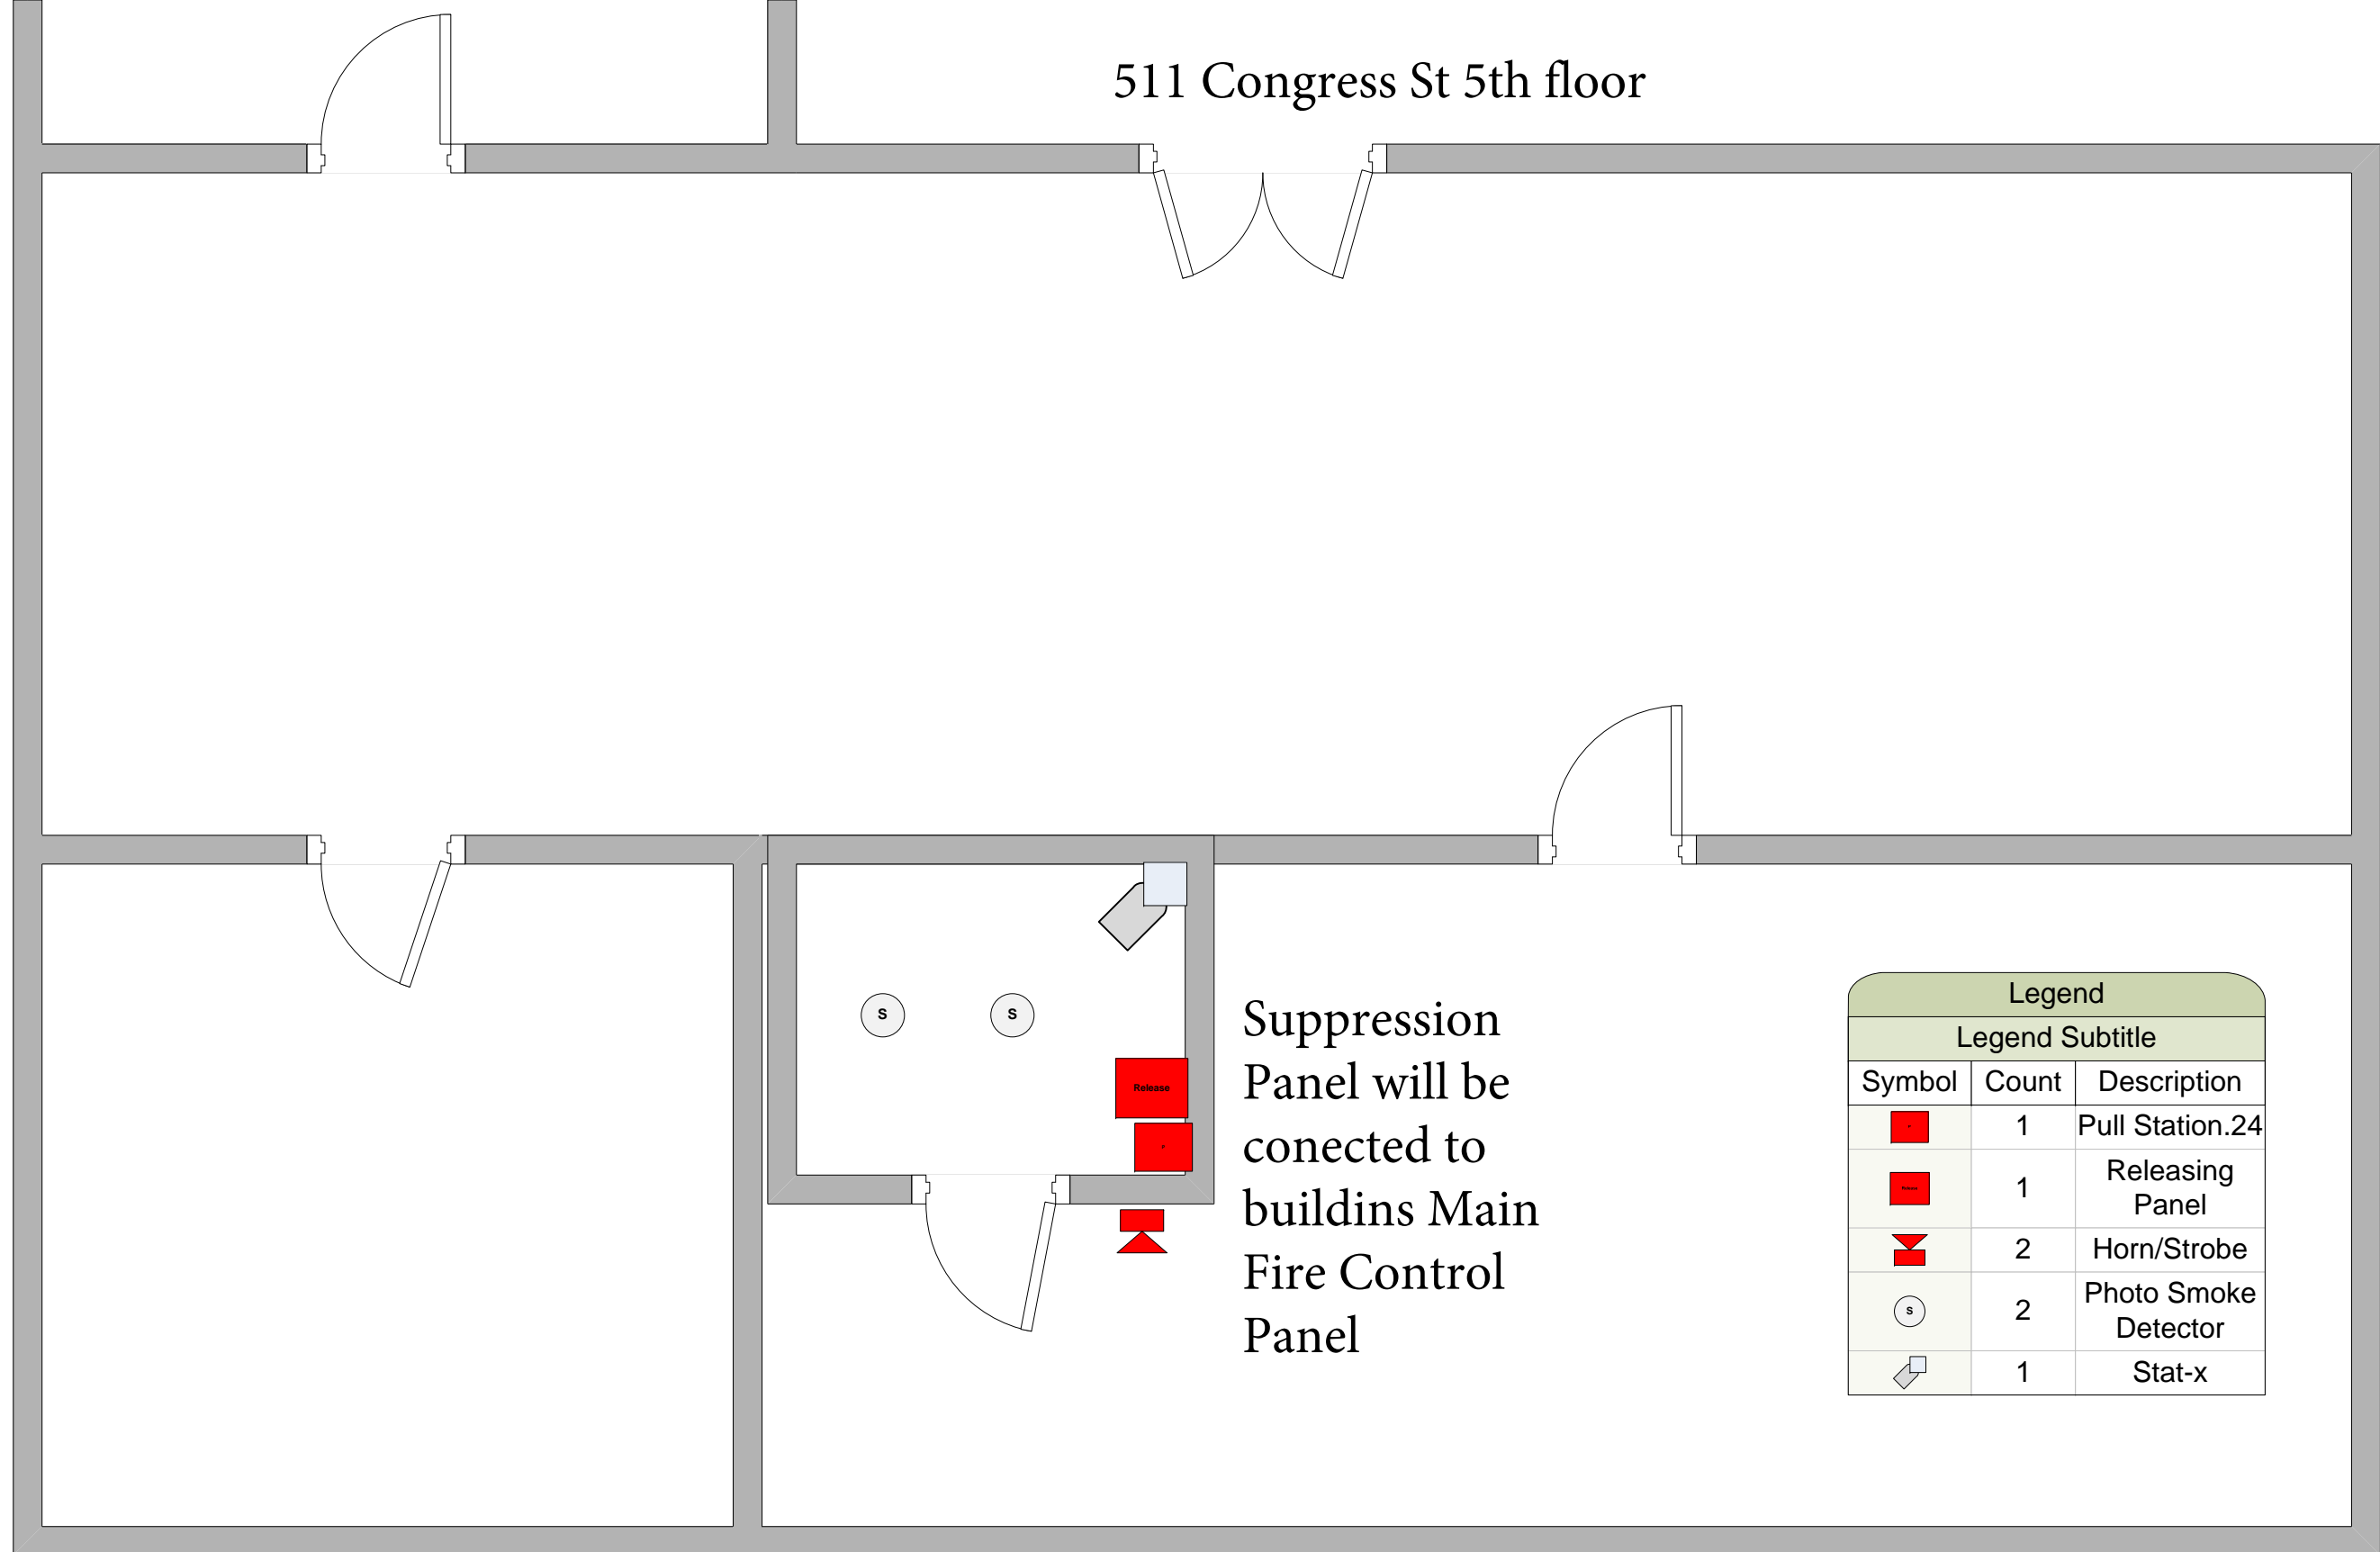 511 Congress St 5th floor
S
S
Release
Suppression
Panel will be
conected to
buildins Main
Fire Control
Panel
Legend
Legend Subtitle
Symbol Count Description
1 Pull Station.24
Release 1 Releasing
Panel
2 Horn/Strobe
S 2 Photo Smoke
Detector
1 Stat-x